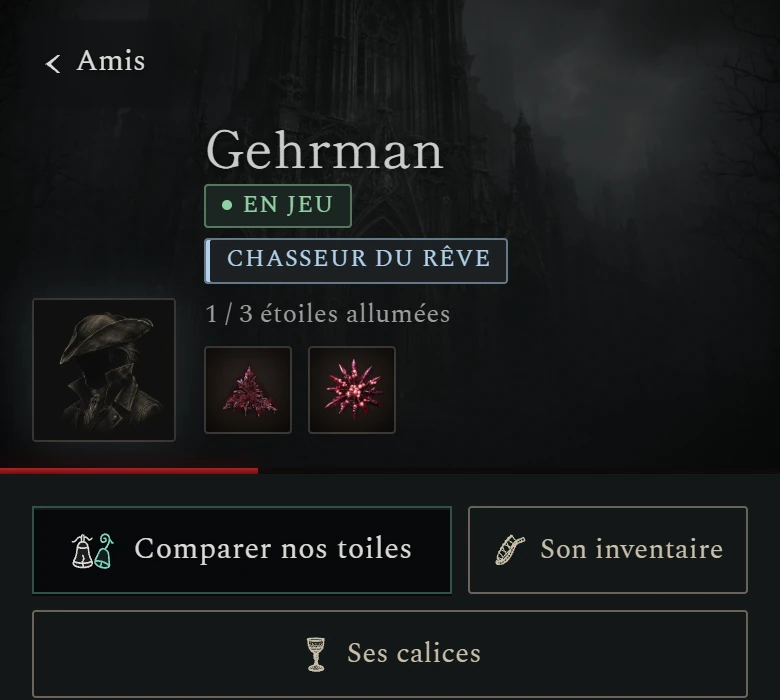 Amis
Gehrman
EN JEU
CHASSEUR DU RÊVE
1 / 3 étoiles allumées
Comparer nos toiles
Son inventaire
Ses calices